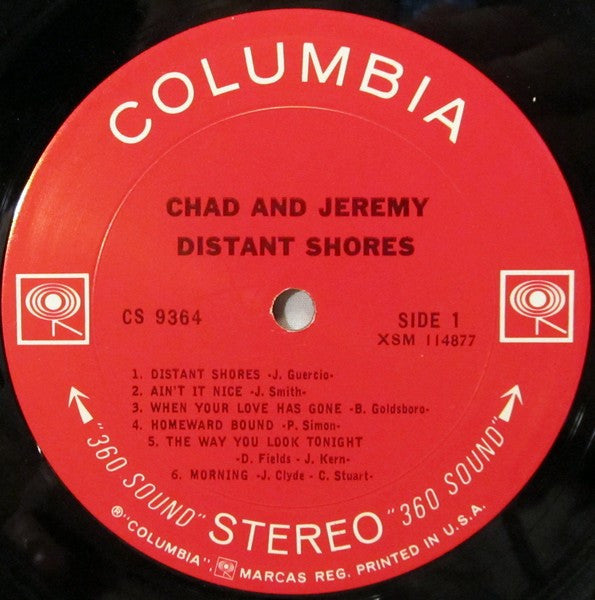 COLUMBIA
CHAD AND JEREMY
DISTANT SHORES
CS 9364
SIDE 1
XSM 114877
1. DISTANT SHORES -J. Guercio-
2. AIN'T IT NICE -J. Smith-
3. WHEN YOUR LOVE HAS GONE -B. Goldsboro-
4. HOMEWARD BOUND -P. Simon-
5. THE WAY YOU LOOK TONIGHT
-D. Fields - J. Kern-
6. MORNING -J. Clyde - C. Stuart-
"360 SOUND" STEREO "360 SOUND"
® "COLUMBIA", MARCAS REG. PRINTED IN U.S.A.